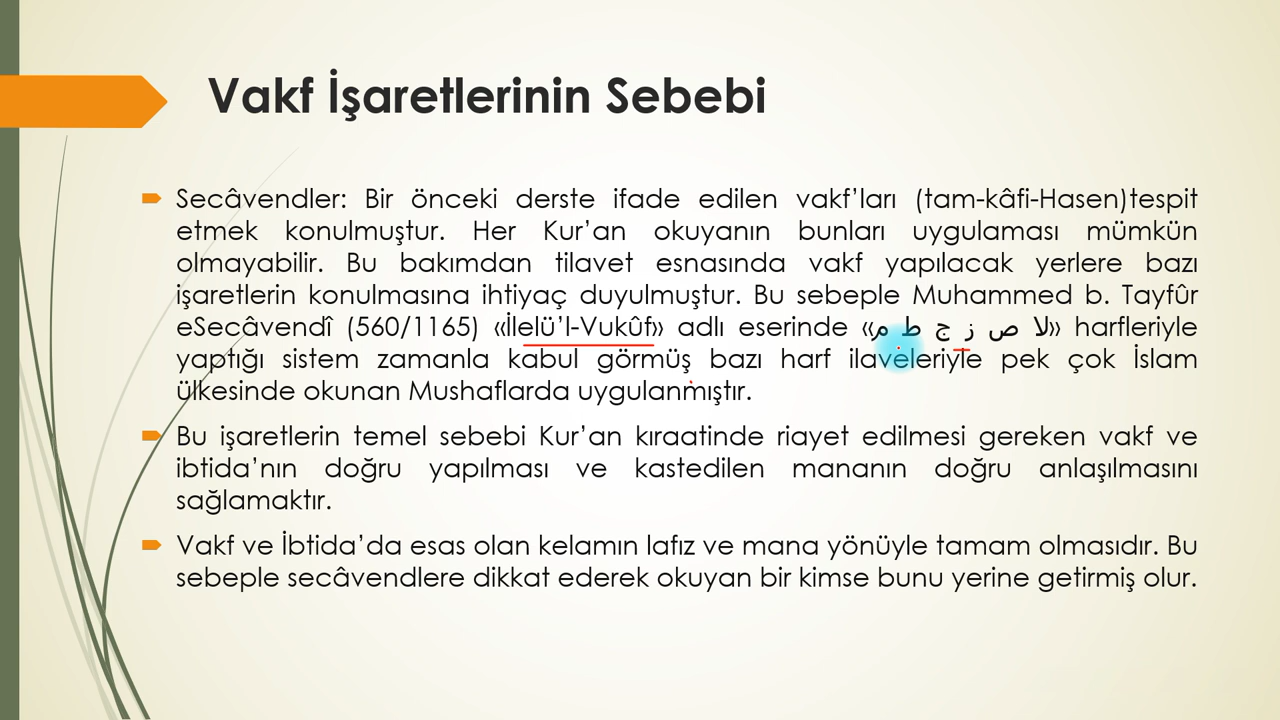 Vakf İşaretlerinin Sebebi
Secâvendler: Bir önceki derste ifade edilen vakf’ları (tam-kâfi-Hasen)tespit
etmek konulmuştur. Her Kur’an okuyanın bunları uygulaması mümkün
olmayabilir. Bu bakımdan tilavet esnasında vakf yapılacak yerlere bazı
işaretlerin konulmasına ihtiyaç duyulmuştur. Bu sebeple Muhammed b. Tayfûr
eSecâvendî (560/1165) «İlelü’l-Vukûf» adlı eserinde «م ط ج ز ص لا» harfleriyle
yaptığı sistem zamanla kabul görmüş bazı harf ilaveleriyle pek çok İslam
ülkesinde okunan Mushaflarda uygulanmıştır.
Bu işaretlerin temel sebebi Kur’an kıraatinde riayet edilmesi gereken vakf ve
ibtida’nın doğru yapılması ve kastedilen mananın doğru anlaşılmasını
sağlamaktır.
Vakf ve İbtida’da esas olan kelamın lafız ve mana yönüyle tamam olmasıdır. Bu
sebeple secâvendlere dikkat ederek okuyan bir kimse bunu yerine getirmiş olur.